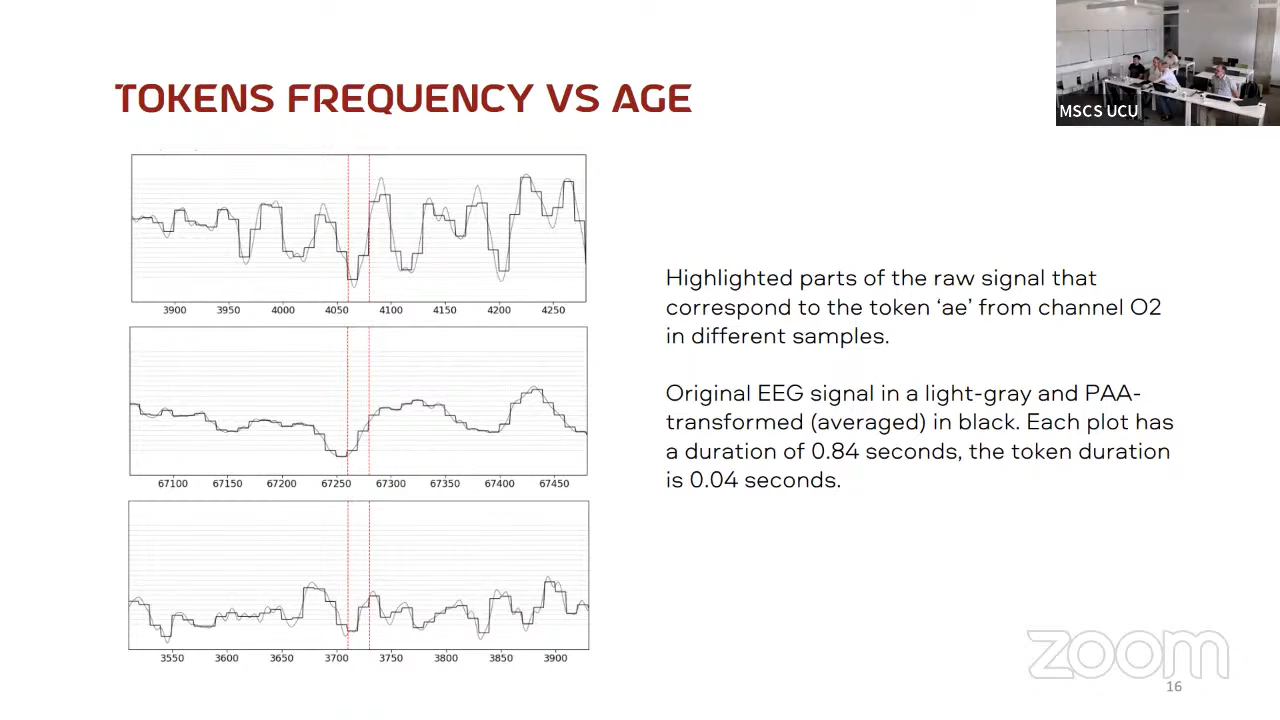 MSCS UCU
TOKENS FREQUENCY VS AGE
3900 3950 4000 4050 4100 4150 4200 4250
67100 67150 67200 67250 67300 67350 67400 67450
3550 3600 3650 3700 3750 3800 3850 3900
Highlighted parts of the raw signal that
correspond to the token ‘ae’ from channel O2
in different samples.
Original EEG signal in a light-gray and PAA-
transformed (averaged) in black. Each plot has
a duration of 0.84 seconds, the token duration
is 0.04 seconds.
zoom
16